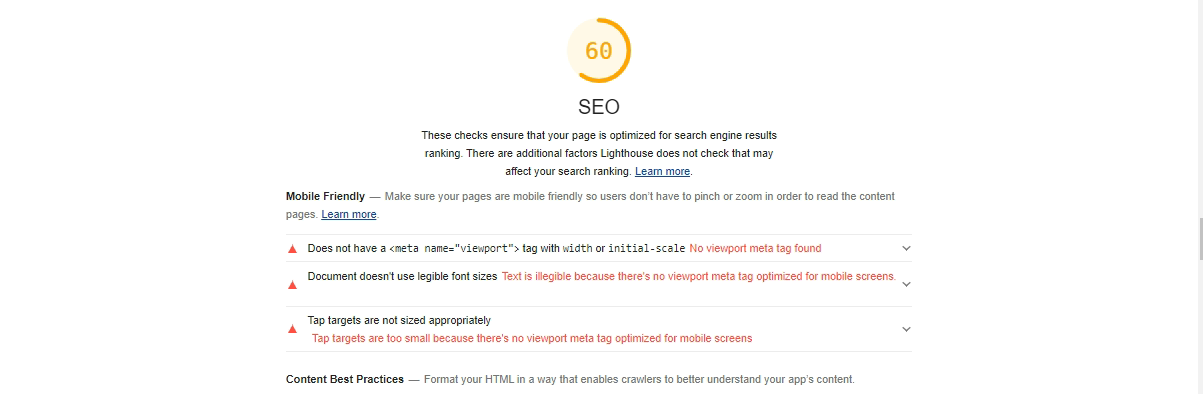 60
SEO
These checks ensure that your page is optimized for search engine results
ranking. There are additional factors Lighthouse does not check that may
affect your search ranking. Learn more.
Mobile Friendly — Make sure your pages are mobile friendly so users don’t have to pinch or zoom in order to read the content
pages. Learn more.
Does not have a <meta name="viewport"> tag with width or initial-scale No viewport meta tag found
Document doesn't use legible font sizes Text is illegible because there's no viewport meta tag optimized for mobile screens.
Tap targets are not sized appropriately
Tap targets are too small because there's no viewport meta tag optimized for mobile screens
Content Best Practices — Format your HTML in a way that enables crawlers to better understand your app’s content.